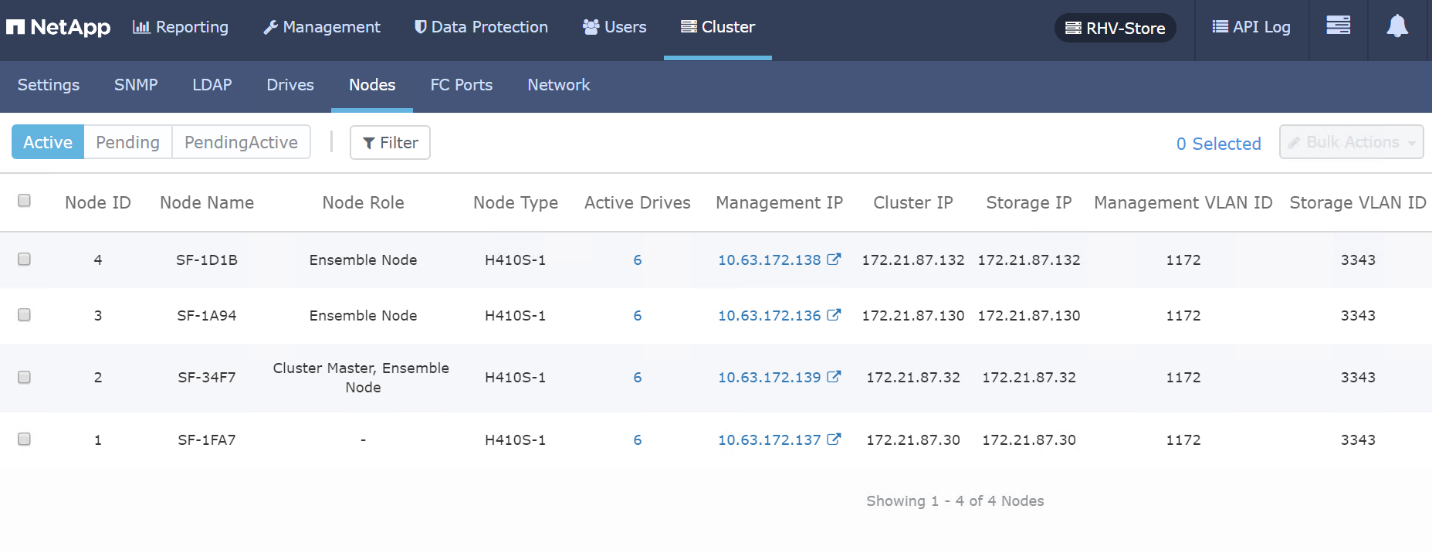 NetApp Reporting Management Data Protection Users Cluster RHV-Store API Log
Settings SNMP LDAP Drives Nodes FC Ports Network
Active Pending PendingActive Filter 0 Selected Bulk Actions
Node ID Node Name Node Role Node Type Active Drives Management IP Cluster IP Storage IP Management VLAN ID Storage VLAN ID
4 SF-1D1B Ensemble Node H410S-1 6 10.63.172.138 172.21.87.132 172.21.87.132 1172 3343
3 SF-1A94 Ensemble Node H410S-1 6 10.63.172.136 172.21.87.130 172.21.87.130 1172 3343
2 SF-34F7 Cluster Master, Ensemble Node H410S-1 6 10.63.172.139 172.21.87.32 172.21.87.32 1172 3343
1 SF-1FA7 - H410S-1 6 10.63.172.137 172.21.87.30 172.21.87.30 1172 3343
Showing 1 - 4 of 4 Nodes